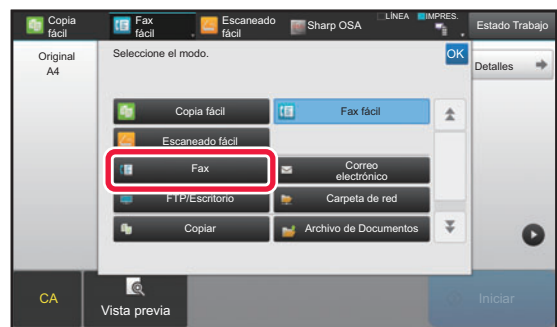 Copia
fácil
Fax
fácil
Escaneado
fácil
Sharp OSA
LÍNEA
IMPRES.
Estado Trabajo
Original
A4
Seleccione el modo.
OK
Detalles
Copia fácil
Fax fácil
Escaneado fácil
Fax
Correo
electrónico
FTP/Escritorio
Carpeta de red
Copiar
Archivo de Documentos
CA
Vista previa
Iniciar